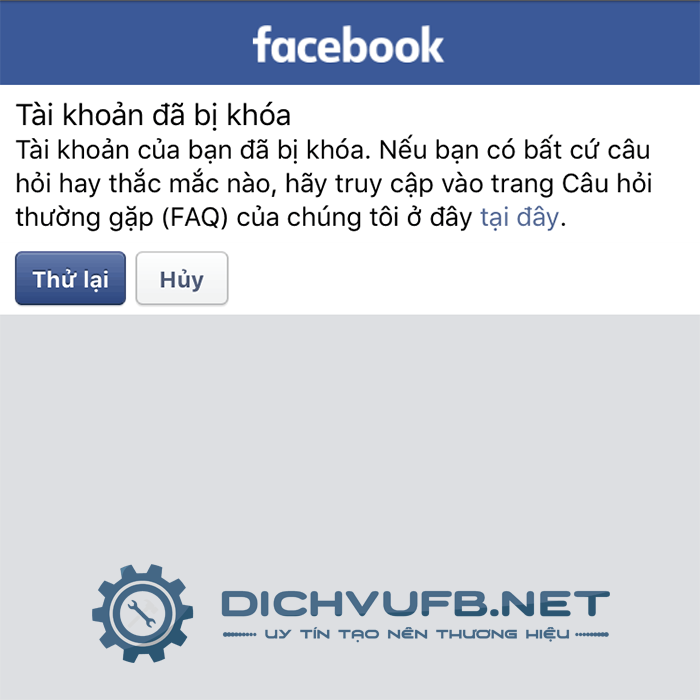 facebook
Tài khoản đã bị khóa
Tài khoản của bạn đã bị khóa. Nếu bạn có bất cứ câu
hỏi hay thắc mắc nào, hãy truy cập vào trang Câu hỏi
thường gặp (FAQ) của chúng tôi ở đây tại đây.
Thử lại Hủy
DICHVUFB.NET
UY TÍN TẠO NÊN THƯƠNG HIỆU